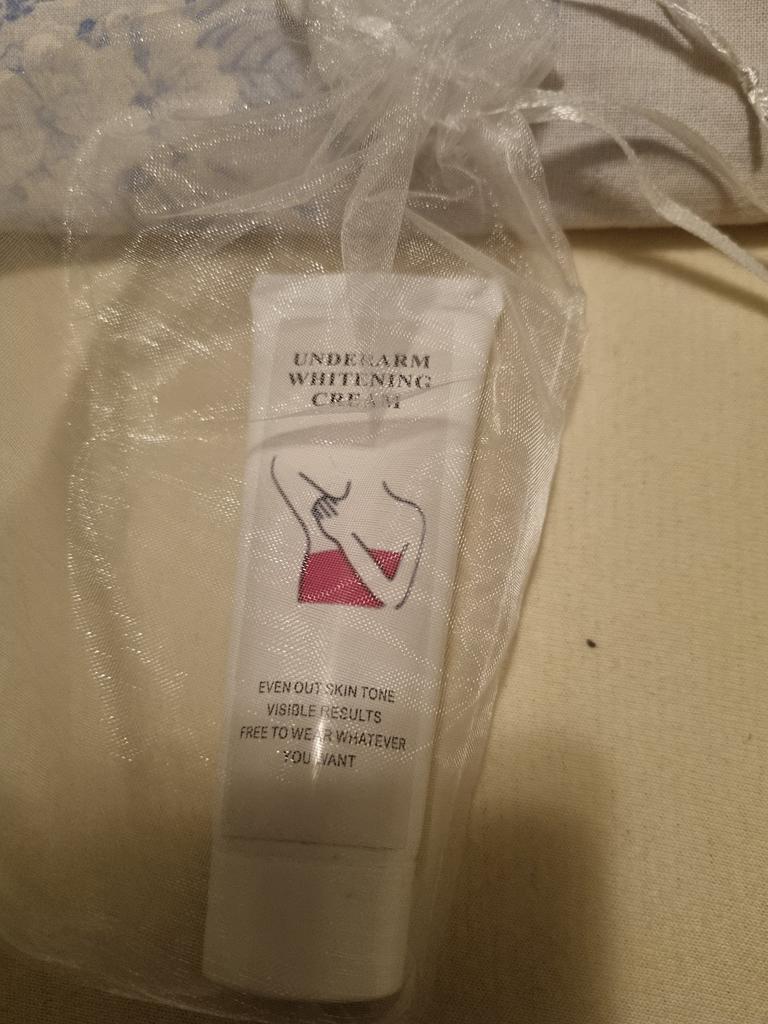 UNDERARM
WHITENING
CREAM
EVEN OUT SKIN TONE
VISIBLE RESULTS
FREE TO WEAR WHATEVER
YOU WANT